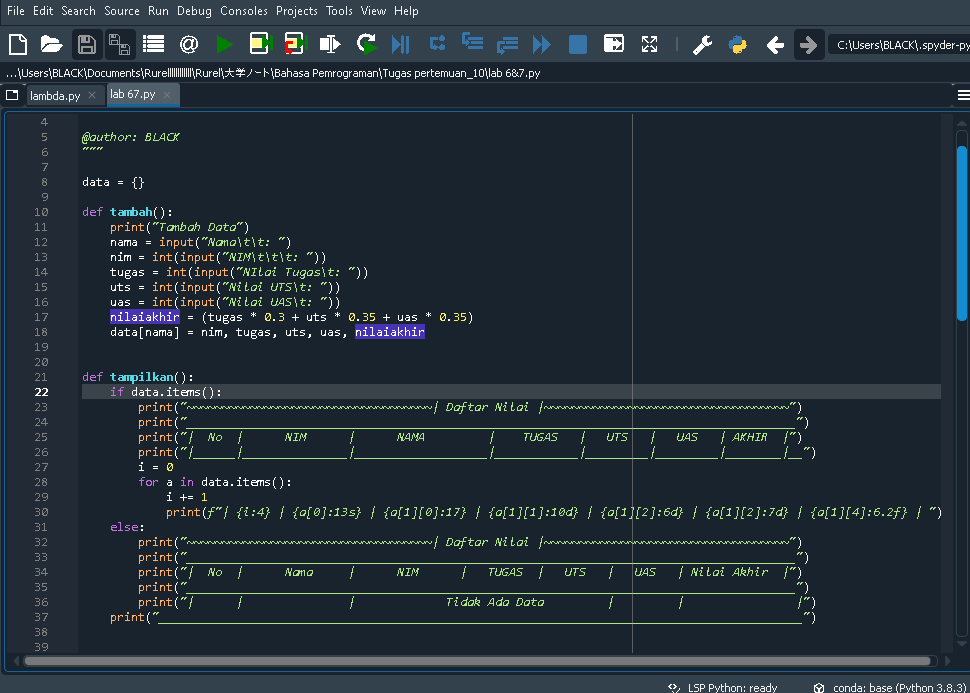 File Edit Search Source Run Debug Consoles Projects Tools View Help
C:\Users\BLACK\.spyder-py
...\Users\BLACK\Documents\Rurelllllllllll\Rurel\大学ノート\Bahasa Pemrograman\Tugas pertemuan_10\lab 6&7.py
lambda.py lab 67.py
4
5 @author: BLACK
6 """
7
8 data = {}
9
10 def tambah():
11 print("Tambah Data")
12 nama = input("Nama\t\t: ")
13 nim = int(input("NIM\t\t\t: "))
14 tugas = int(input("NIlai Tugas\t: "))
15 uts = int(input("Nilai UTS\t: "))
16 uas = int(input("Nilai UAS\t: "))
17 nilaiakhir = (tugas * 0.3 + uts * 0.35 + uas * 0.35)
18 data[nama] = nim, tugas, uts, uas, nilaiakhir
19
20
21 def tampilkan():
22 if data.items():
23 print("~~~~~~~~~~~~~~~~~~~~~~~~~~~~~~~~~~~| Daftar Nilai |~~~~~~~~~~~~~~~~~~~~~~~~~~~~~~~~~~~")
24 print("_______________________________________________________________________________________")
25 print("|  No  |      NIM      |      NAMA         |    TUGAS   |   UTS   |   UAS   | AKHIR  |")
26 print("|______|_______________|___________________|____________|_________|_________|________|__")
27 i = 0
28 for a in data.items():
29 i += 1
30 print(f"| {i:4} | {a[0]:13s} | {a[1][0]:17} | {a[1][1]:10d} | {a[1][2]:6d} | {a[1][2]:7d} | {a[1][4]:6.2f} | ")
31 else:
32 print("~~~~~~~~~~~~~~~~~~~~~~~~~~~~~~~~~~~| Daftar Nilai |~~~~~~~~~~~~~~~~~~~~~~~~~~~~~~~~~~~")
33 print("________________________________________________________________________________________")
34 print("|  No  |      Nama     |      NIM      |   TUGAS  |   UTS   |   UAS   | Nilai Akhir  |")
35 print("_______________________________________________________________________________________")
36 print("|      |               |             Tidak Ada Data         |         |                |")
37 print("____________________________________________________________________________________________")
38
39
LSP Python: ready conda: base (Python 3.8.3)